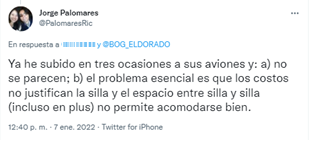 Jorge Palomares
@PalomaresRic
En respuesta a
y @BOG_ELDORADO
Ya he subido en tres ocasiones a sus aviones y: a) no
se parecen; b) el problema esencial es que los costos
no justifican la silla y el espacio entre silla y silla
(incluso en plus) no permite acomodarse bien.
12:40 p. m. · 7 ene. 2022 · Twitter for iPhone